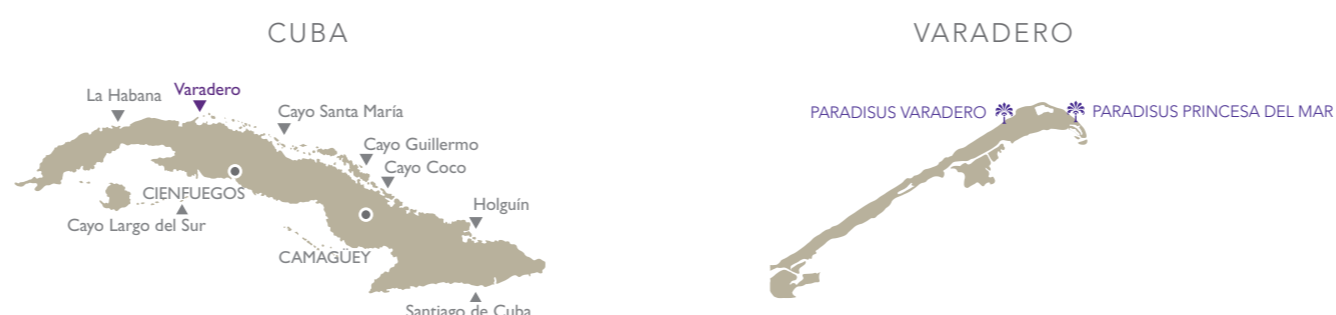 CUBA
VARADERO
La Habana
Varadero
Cayo Santa María
Cayo Guillermo
Cayo Coco
CIENFUEGOS
Cayo Largo del Sur
Holguín
CAMAGÜEY
Santiago de Cuba
PARADISUS VARADERO
PARADISUS PRINCESA DEL MAR